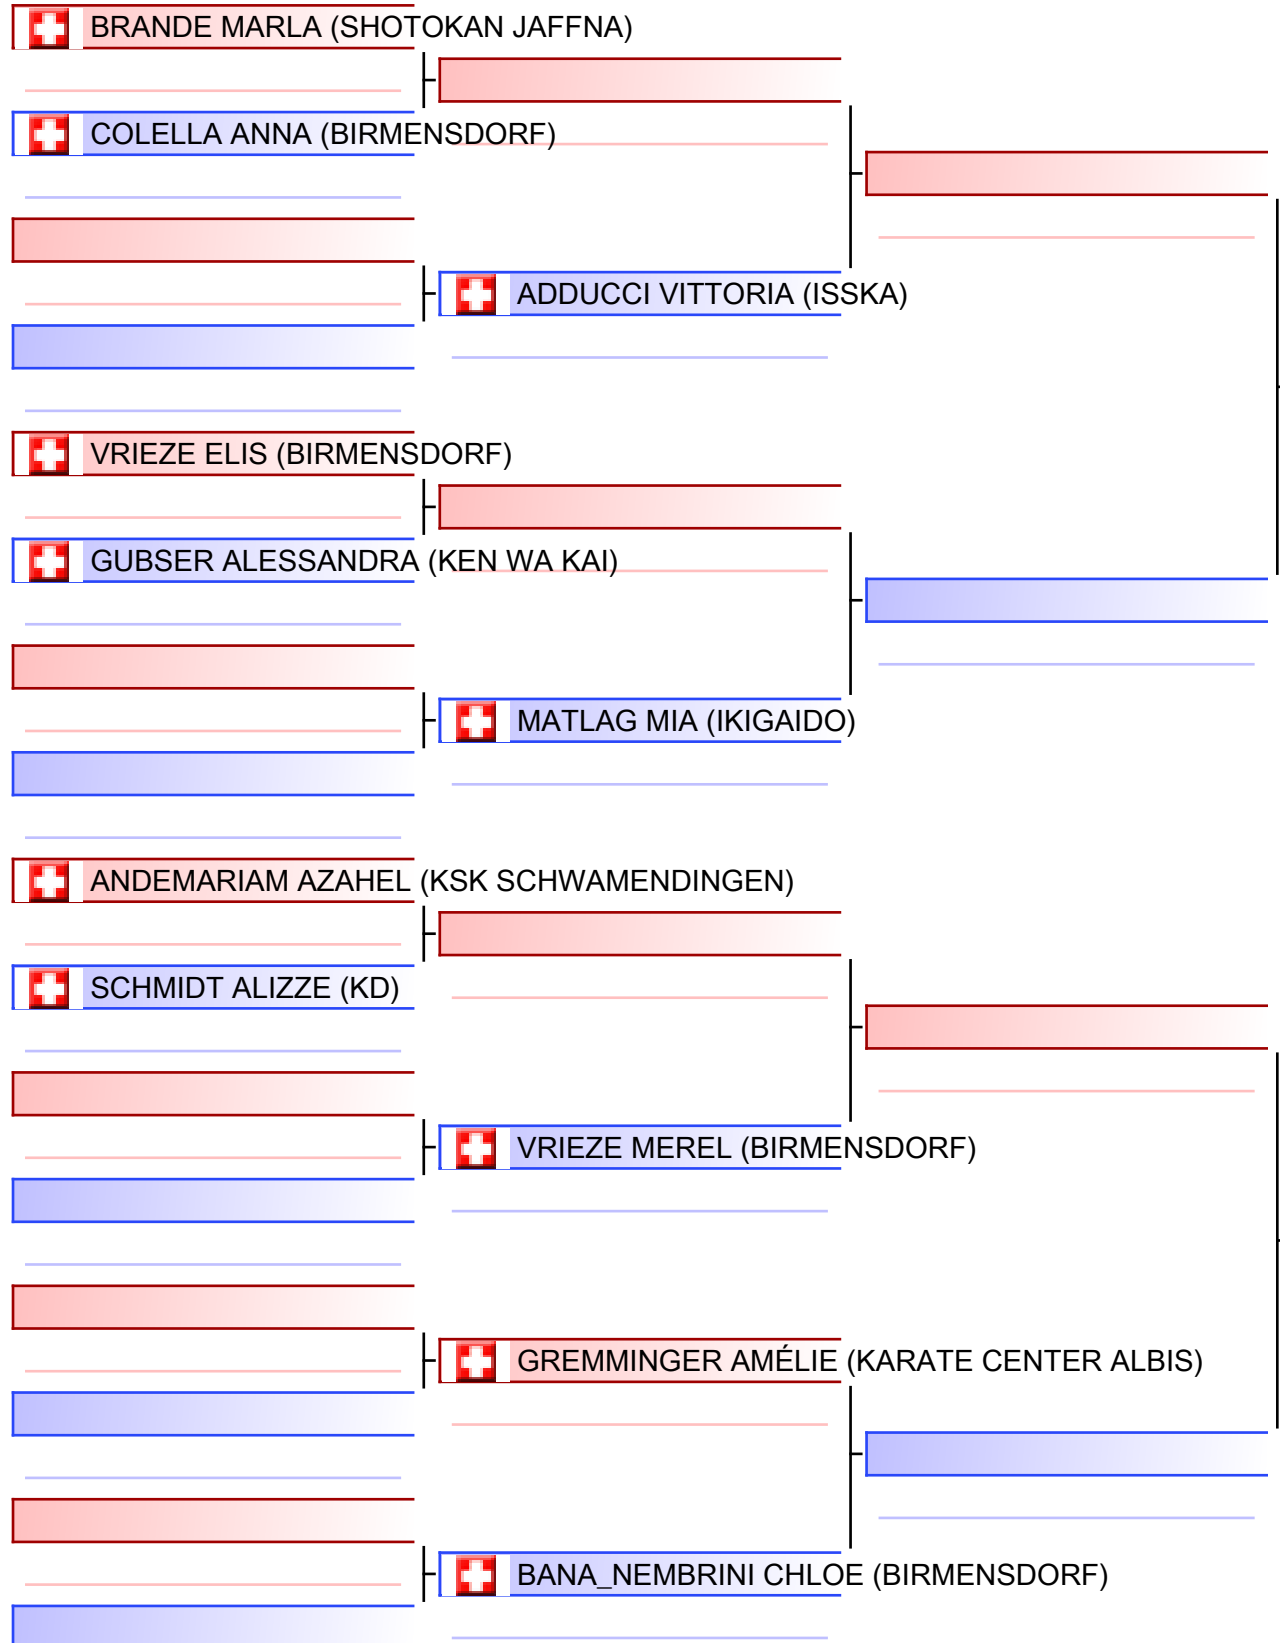 BRANDE MARLA (SHOTOKAN JAFFNA)
COLELLA ANNA (BIRMENSDORF)
ADDUCCI VITTORIA (ISSKA)
VRIEZE ELIS (BIRMENSDORF)
GUBSER ALESSANDRA (KEN WA KAI)
MATLAG MIA (IKIGAIDO)
ANDEMARIAM AZAHEL (KSK SCHWAMENDINGEN)
SCHMIDT ALIZZE (KD)
VRIEZE MEREL (BIRMENSDORF)
GREMMINGER AMÉLIE (KARATE CENTER ALBIS)
BANA_NEMBRINI CHLOE (BIRMENSDORF)